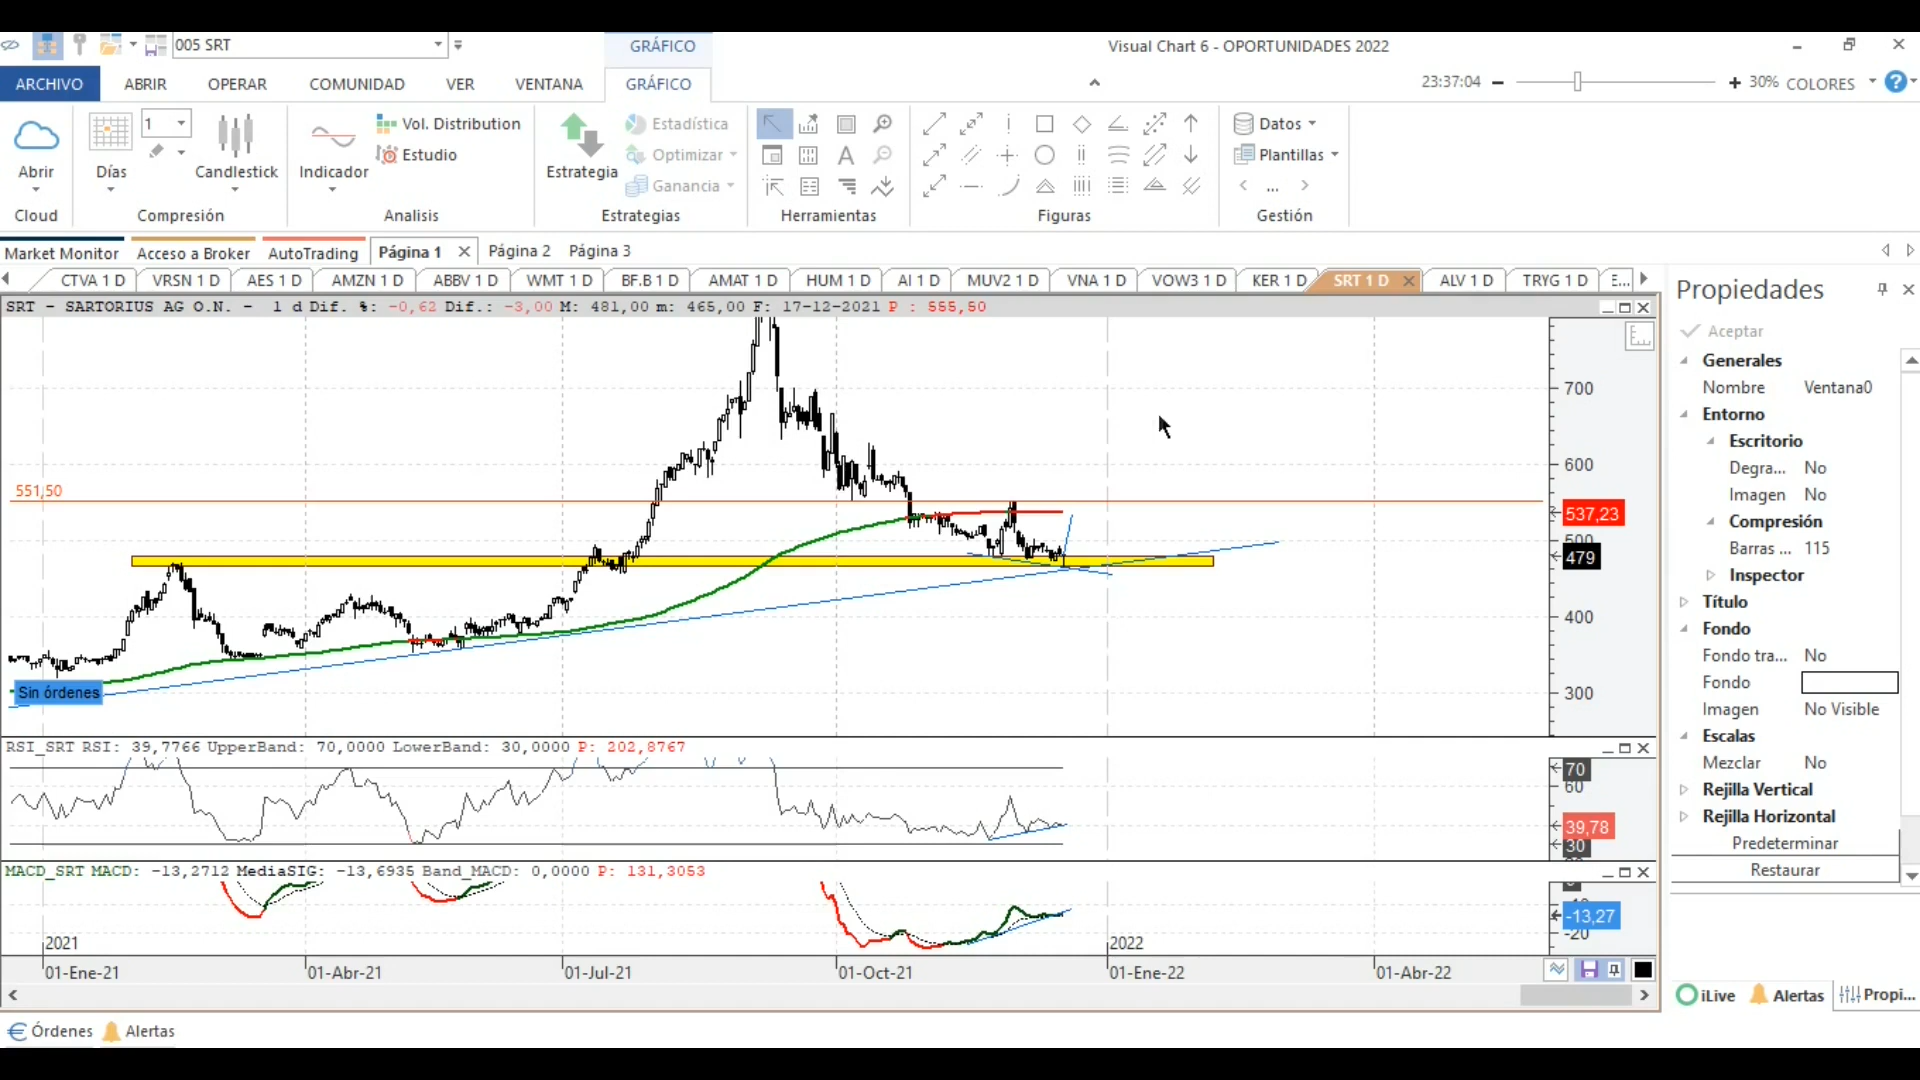 005 SRT
GRÁFICO
Visual Chart 6 - OPORTUNIDADES 2022
ARCHIVO ABRIR OPERAR COMUNIDAD VER VENTANA GRÁFICO
23:37:04 30% COLORES
Abrir
Cloud
1
Días
Candlestick
Compresión
Indicador
Vol. Distribution
Estudio
Analisis
Estrategia
Estadística
Optimizar
Ganancia
Estrategias
Herramientas
Figuras
Datos
Plantillas
...
Gestión
Market Monitor Acceso a Broker AutoTrading Página 1 Página 2 Página 3
CTVA 1 D VRSN 1 D AES 1 D AMZN 1 D ABBV 1 D WMT 1 D BF.B 1 D AMAT 1 D HUM 1 D AI 1 D MUV2 1 D VNA 1 D VOW3 1 D KER 1 D SRT 1 D ALV 1 D TRYG 1 D E...
SRT - SARTORIUS AG O.N. - 1 d Dif. %: -0,62 Dif.: -3,00 M: 481,00 m: 465,00 F: 17-12-2021 P : 555,50
551,50
700
600
537,23
479
400
300
Sin órdenes
RSI_SRT RSI: 39,7766 UpperBand: 70,0000 LowerBand: 30,0000 P: 202,8767
70
60
39,78
30
MACD_SRT MACD: -13,2712 MediaSIG: -13,6935 Band_MACD: 0,0000 P: 131,3053
-13,27
-20
2021 2022
01-Ene-21 01-Abr-21 01-Jul-21 01-Oct-21 01-Ene-22 01-Abr-22
Propiedades
Aceptar
Generales
Nombre Ventana0
Entorno
Escritorio
Degra... No
Imagen No
Compresión
Barras ... 115
Inspector
Título
Fondo
Fondo tra... No
Fondo
Imagen No Visible
Escalas
Mezclar No
Rejilla Vertical
Rejilla Horizontal
Predeterminar
Restaurar
iLive Alertas Propi...
Órdenes Alertas